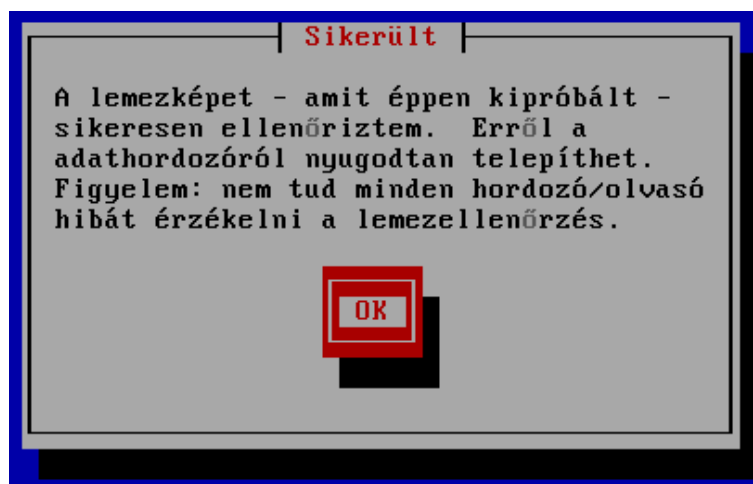 Sikerült
A lemezképet - amit éppen kipróbált -
sikeresen ellenőriztem.  Erről a
adathordozóról nyugodtan telepíthet.
Figyelem: nem tud minden hordozó/olvasó
hibát érzékelni a lemezellenőrzés.
OK